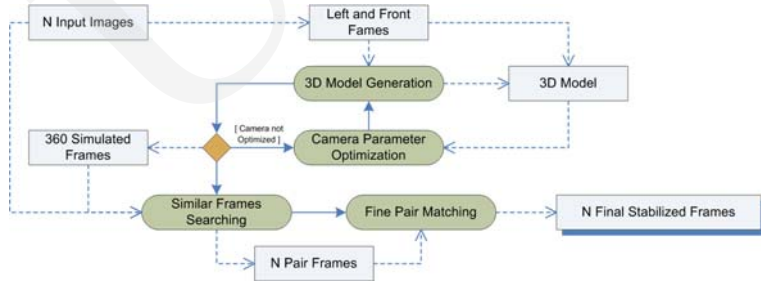 N Input Images
Left and Front
Fames
3D Model Generation
3D Model
[ Camera not
Optimized ]
Camera Parameter
Optimization
360 Simulated
Frames
Similar Frames
Searching
Fine Pair Matching
N Final Stabilized Frames
N Pair Frames